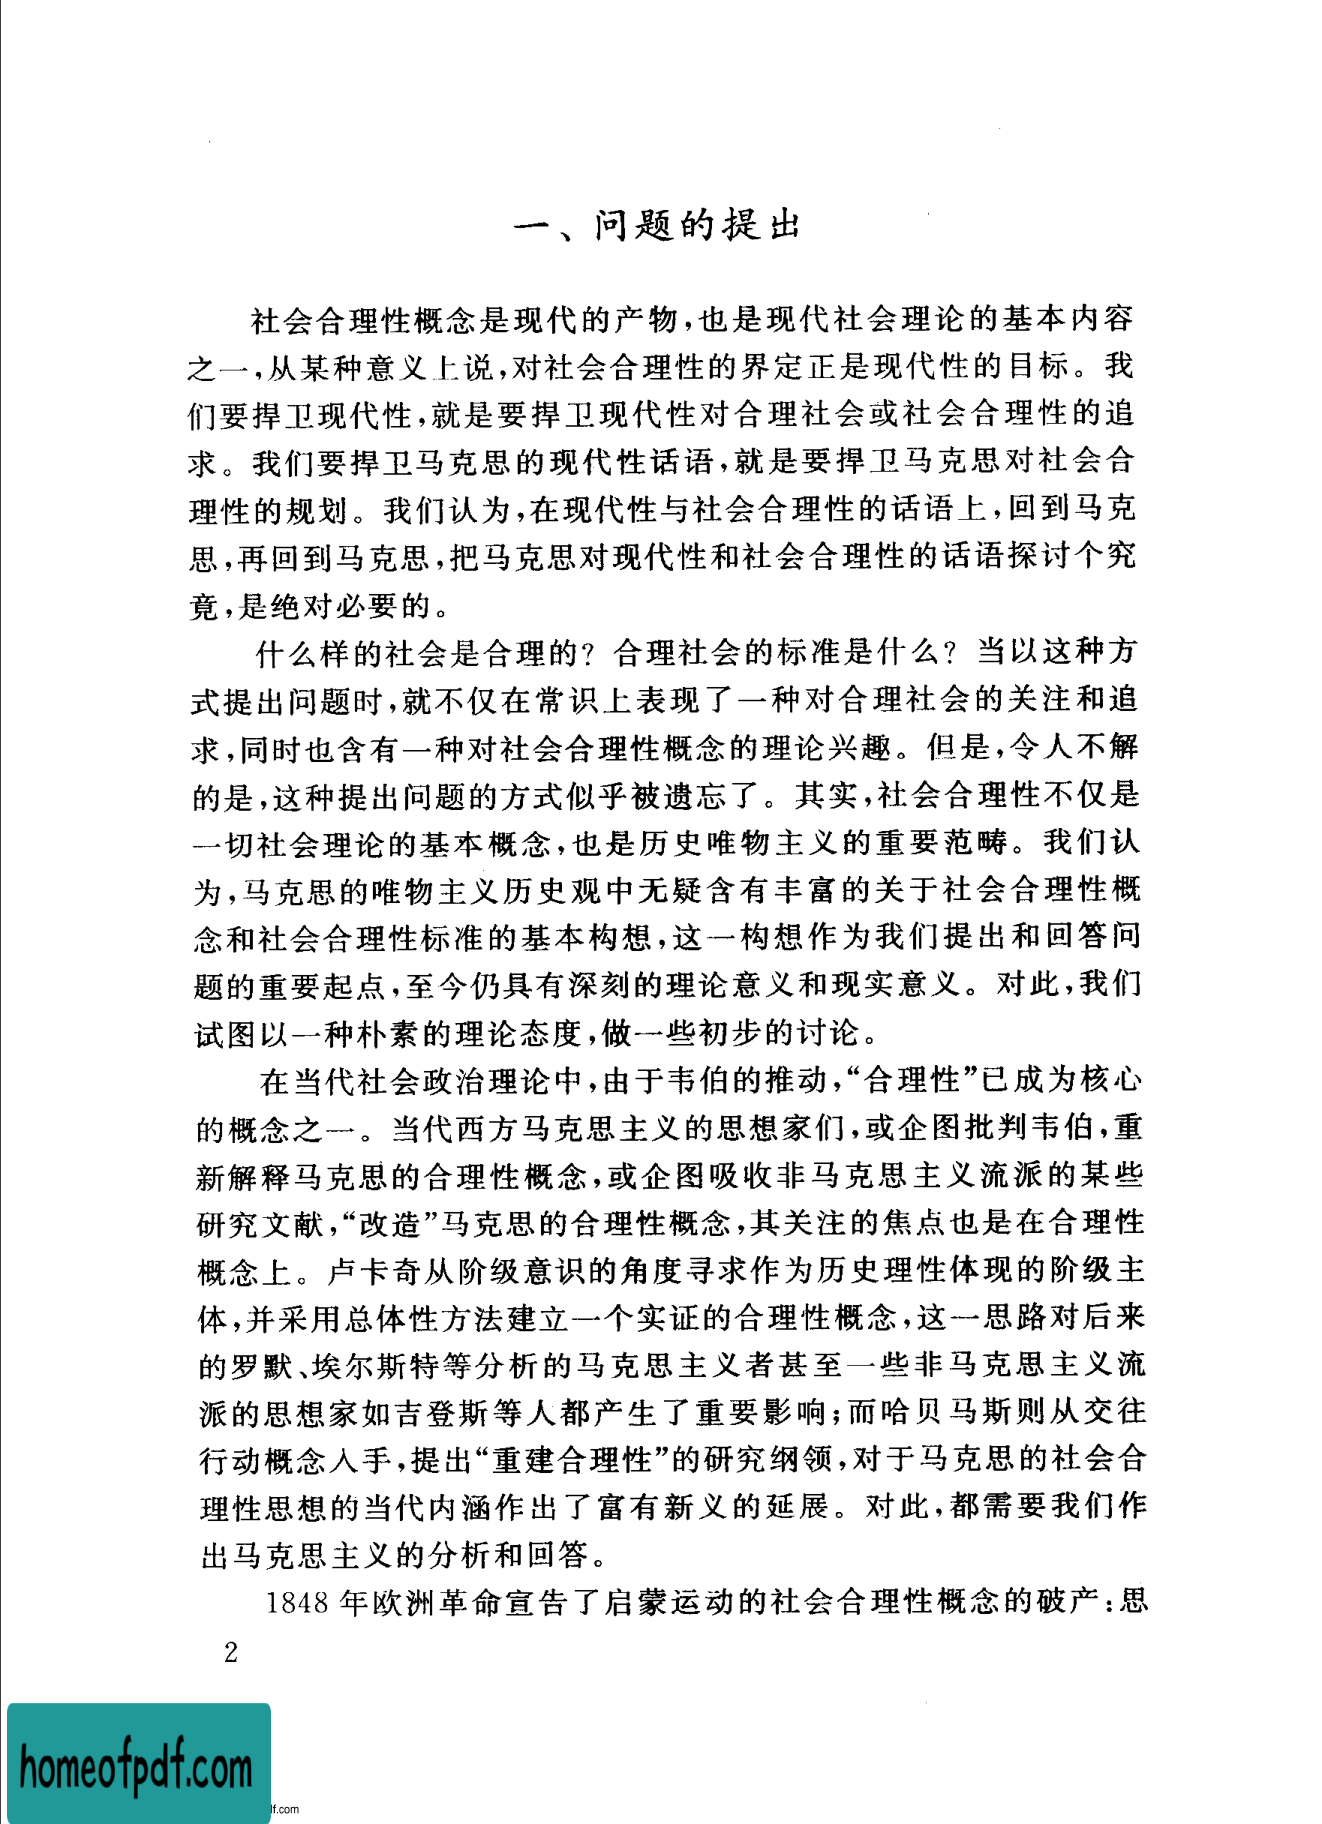 一、问题的提出
社会合理性概念是现代的产物,也是现代社会理论的基本内容
之一,从某种意义上说,对社会合理性的界定正是现代性的目标。我
们要捍卫现代性,就是要捍卫现代性对合理社会或社会合理性的追
求。我们要捍卫马克思的现代性话语,就是要捍卫马克思对社会合
理性的规划。我们认为,在现代性与社会合理性的话语上,回到马克
思,再回到马克思,把马克思对现代性和社会合理性的话语探讨个究
竟,是绝对必要的。
什么样的社会是合理的?合理社会的标准是什么?当以这种方
式提出问题时,就不仅在常识上表现了一种对合理社会的关注和追
求,同时也含有一种对社会合理性概念的理论兴趣。但是,令人不解
的是,这种提出问题的方式似乎被遗忘了。其实,社会合理性不仅是
一切社会理论的基本概念,也是历史唯物主义的重要范畴。我们认
为,马克思的唯物主义历史观中无疑含有丰富的关于社会合理性概
念和社会合理性标准的基本构想,这一构想作为我们提出和回答问
题的重要起点,至今仍具有深刻的理论意义和现实意义。对此,我们
试图以一种朴素的理论态度,做一些初步的讨论。
在当代社会政治理论中,由于韦伯的推动,“合理性”已成为核心
的概念之一。当代西方马克思主义的思想家们,或企图批判韦伯,重
新解释马克思的合理性概念,或企图吸收非马克思主义流派的某些
研究文献,“改造”马克思的合理性概念,其关注的焦点也是在合理性
概念上。卢卡奇从阶级意识的角度寻求作为历史理性体现的阶级主
体,并采用总体性方法建立一个实证的合理性概念,这一思路对后来
的罗默、埃尔斯特等分析的马克思主义者甚至一些非马克思主义流
派的思想家如吉登斯等人都产生了重要影响;而哈贝马斯则从交往
行动概念入手,提出“重建合理性”的研究纲领,对于马克思的社会合
理性思想的当代内涵作出了富有新义的延展。对此,都需要我们作
出马克思主义的分析和回答。
1848年欧洲革命宣告了启蒙运动的社会合理性概念的破产:思
2
homeofpdf.com
lf.com